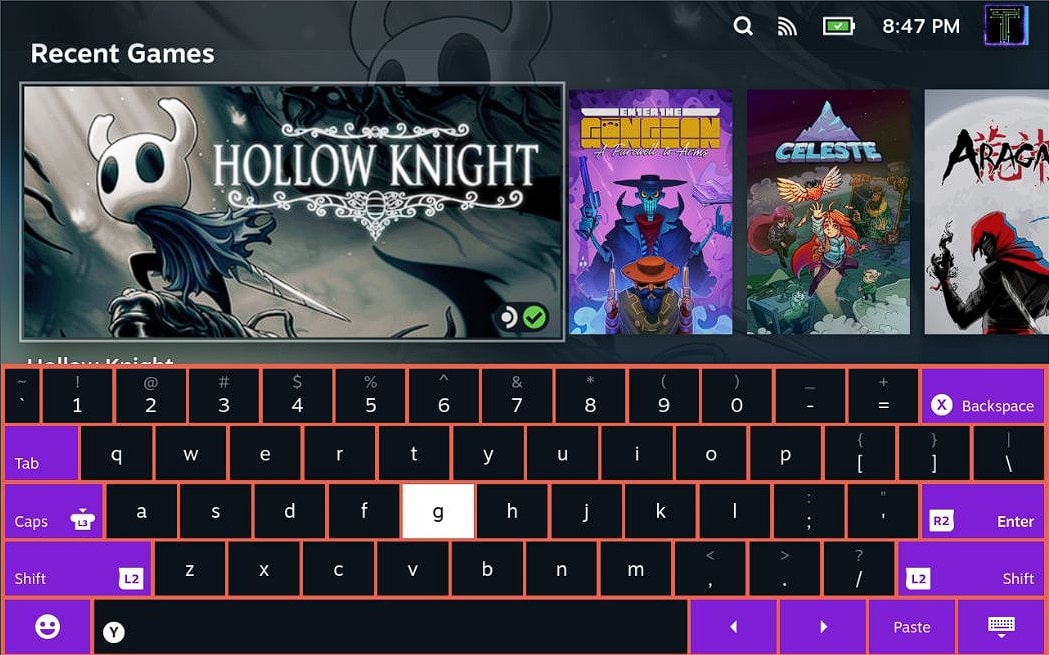 8:47 PM
Recent Games
HOLLOW KNIGHT
ENTER THE
GUNGEON
A Farewell to Arms
CELESTE
Hollow Knight
~ ! @ # $ % ^ & * ( ) _ +
` 1 2 3 4 5 6 7 8 9 0 - = X Backspace
{ } |
Tab q w e r t y u i o p [ ] \
: "
Caps L3 a s d f g h j k l ; ' R2 Enter
< > ?
Shift L2 z x c v b n m , . / L2 Shift
Y Paste